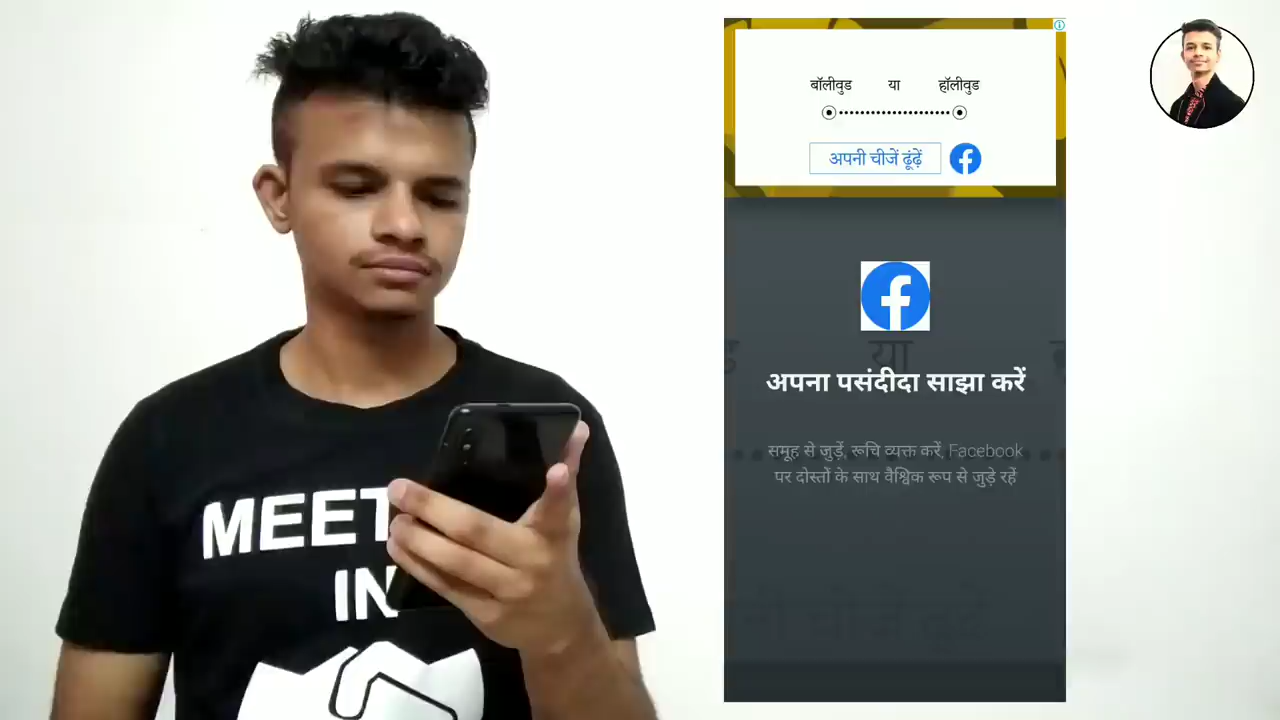 MEET
IN
बॉलीवुड या हॉलीवुड
अपनी चीजें ढूंढ़ें
या
अपना पसंदीदा साझा करें
समूह से जुड़ें, रूचि व्यक्त करें, Facebook
पर दोस्तों के साथ वैश्विक रूप से जुड़े रहें